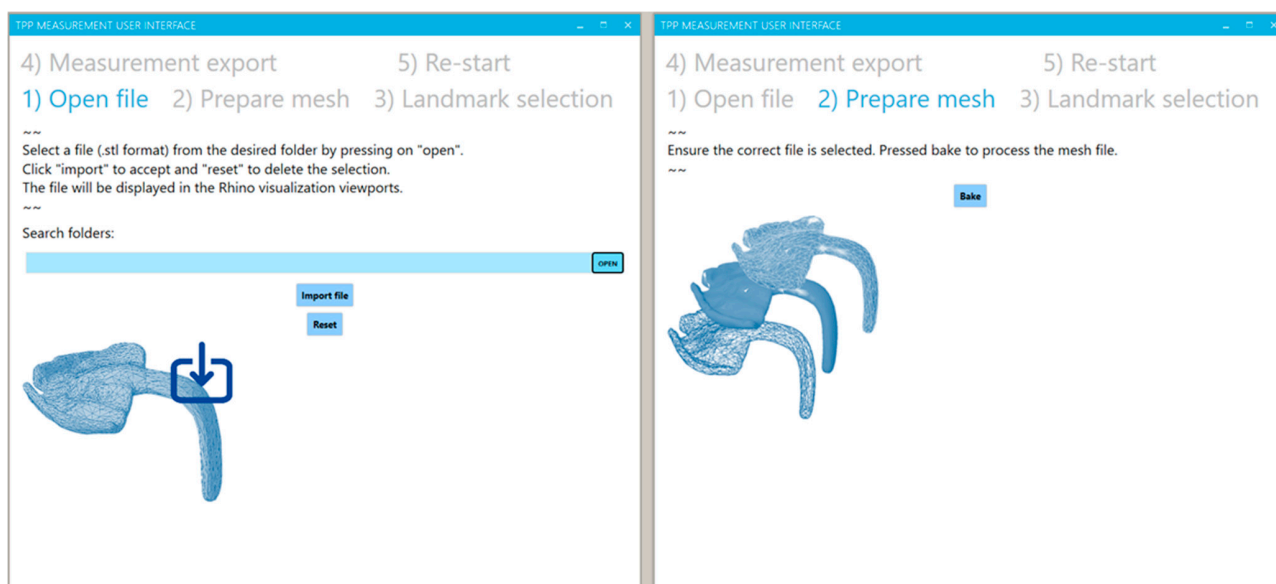 TPP MEASUREMENT USER INTERFACE
4) Measurement export 5) Re-start
1) Open file 2) Prepare mesh 3) Landmark selection
~~
Select a file (.stl format) from the desired folder by pressing on "open".
Click "import" to accept and "reset" to delete the selection.
The file will be displayed in the Rhino visualization viewports.
~~
Search folders:
OPEN
Import file
Reset
TPP MEASUREMENT USER INTERFACE
4) Measurement export 5) Re-start
1) Open file 2) Prepare mesh 3) Landmark selection
~~
Ensure the correct file is selected. Pressed bake to process the mesh file.
~~
Bake